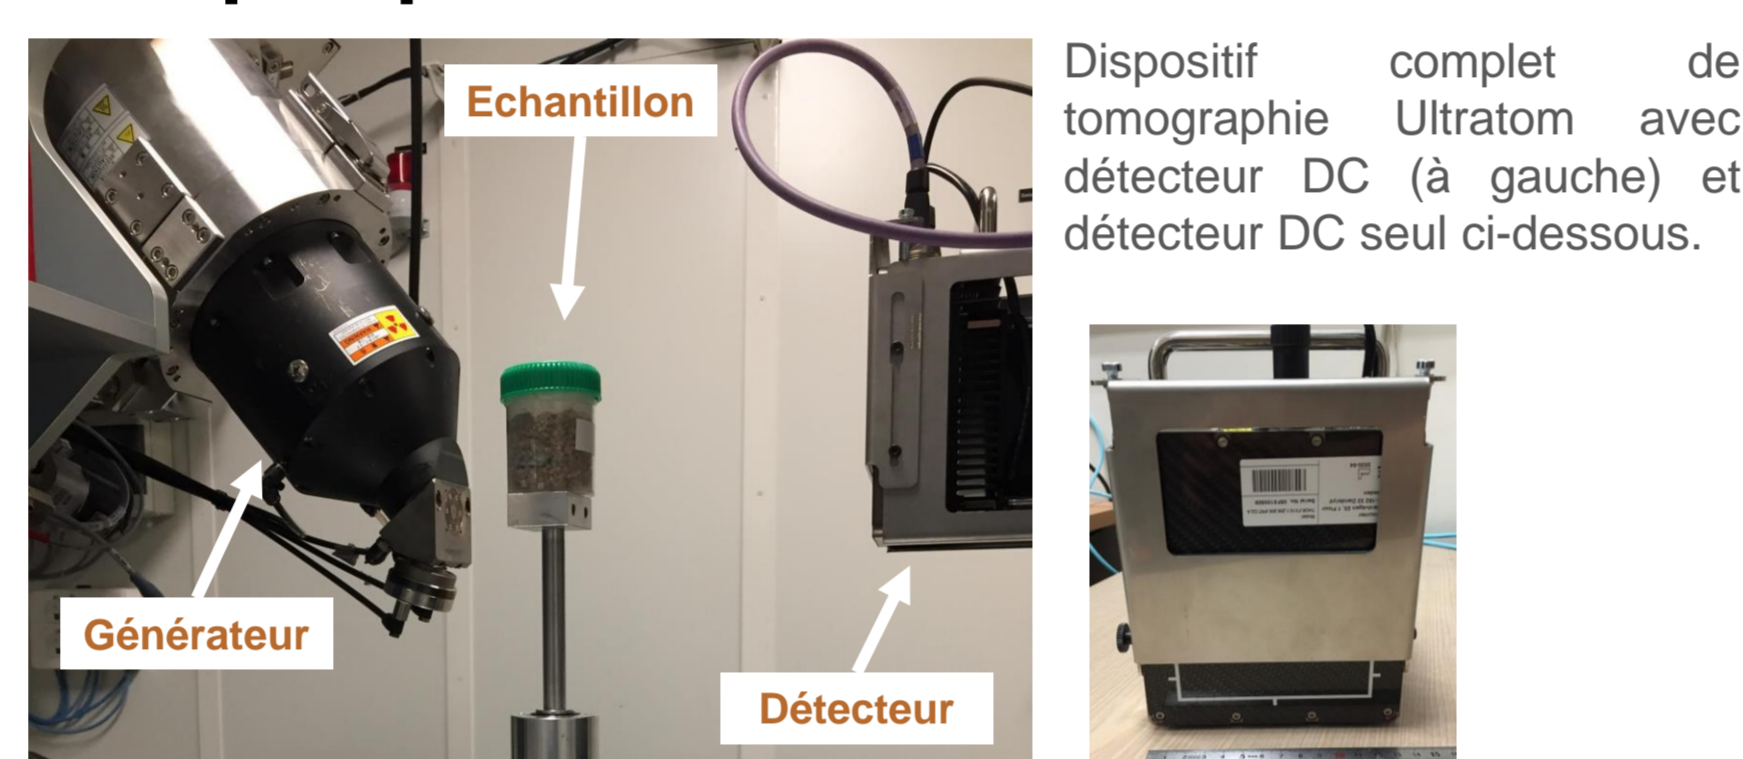 Echantillon
Générateur
Détecteur
Dispositif complet de
tomographie Ultratom avec
détecteur DC (à gauche) et
détecteur DC seul ci-dessous.